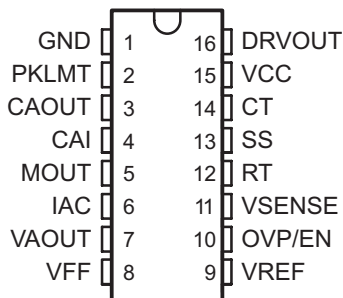 GND 1 16 DRVOUT
PKLMT 2 15 VCC
CAOUT 3 14 CT
CAI 4 13 SS
MOUT 5 12 RT
IAC 6 11 VSENSE
VAOUT 7 10 OVP/EN
VFF 8 9 VREF